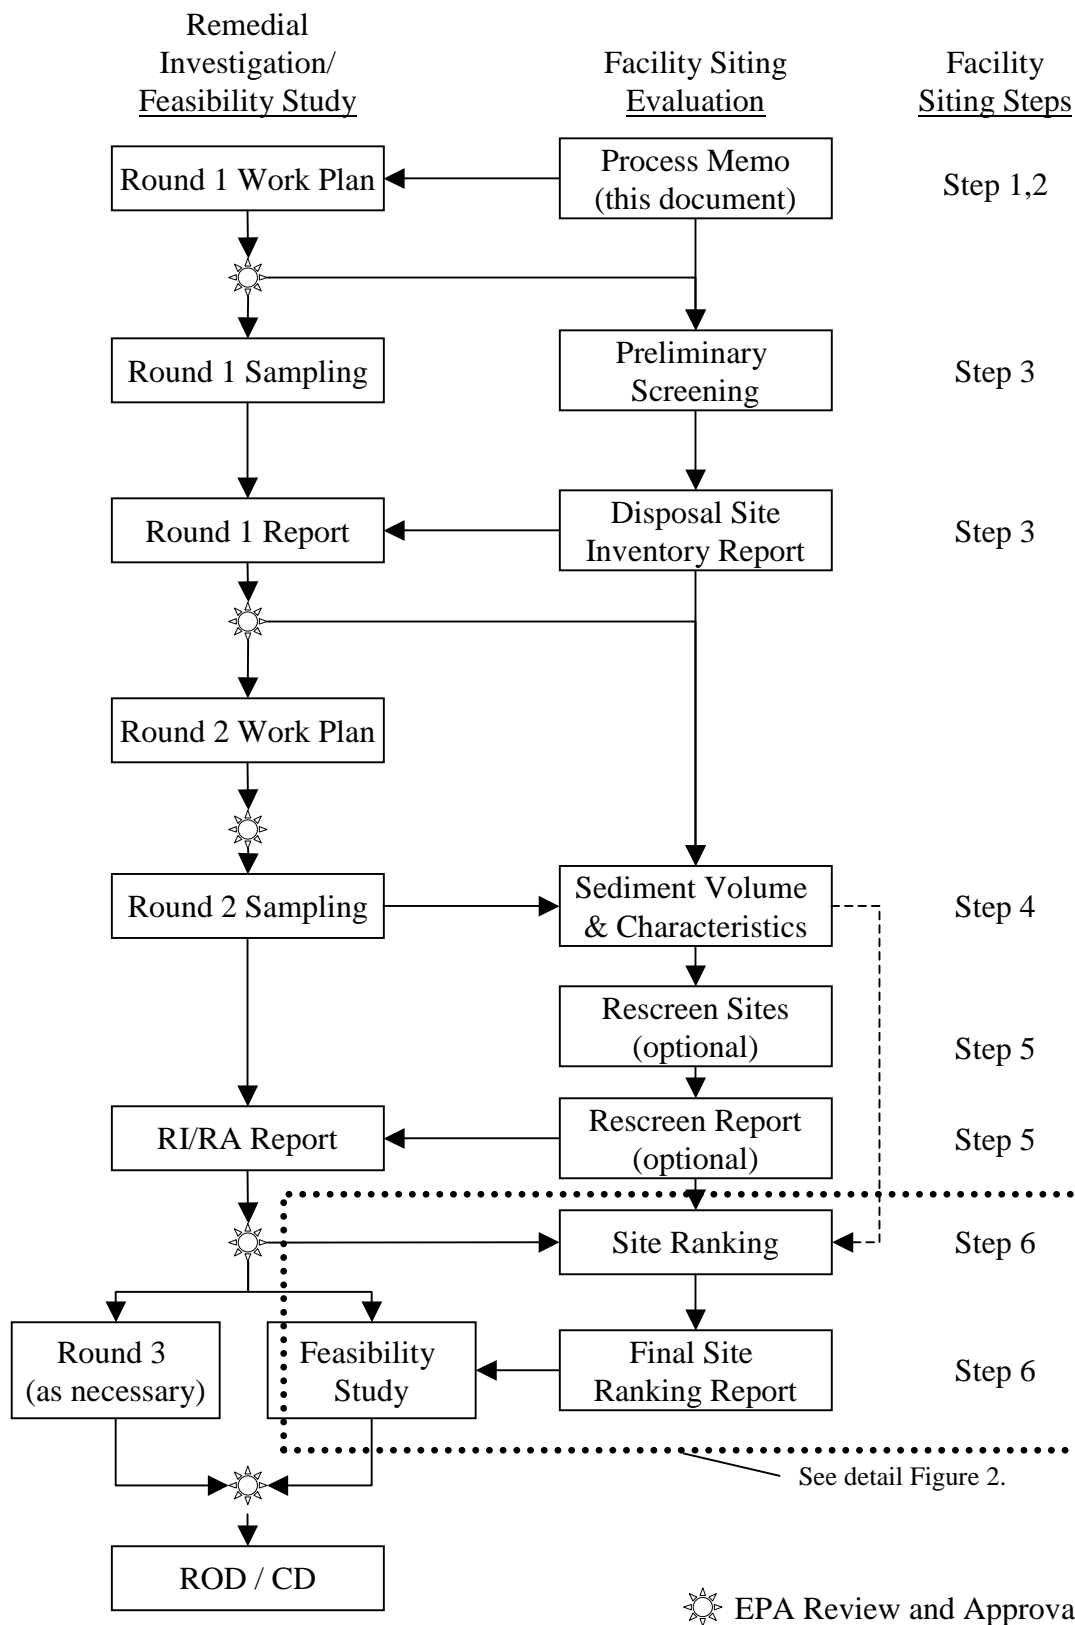 Remedial
Investigation/
Feasibility Study
Facility Siting
Evaluation
Facility
Siting Steps
Round 1 Work Plan
Process Memo
(this document)
Step 1,2
Round 1 Sampling
Preliminary
Screening
Step 3
Round 1 Report
Disposal Site
Inventory Report
Step 3
Round 2 Work Plan
Round 2 Sampling
Sediment Volume
& Characteristics
Step 4
Rescreen Sites
(optional)
Step 5
RI/RA Report
Rescreen Report
(optional)
Step 5
Site Ranking
Step 6
Round 3
(as necessary)
Feasibility
Study
Final Site
Ranking Report
Step 6
See detail Figure 2.
ROD / CD
EPA Review and Approva